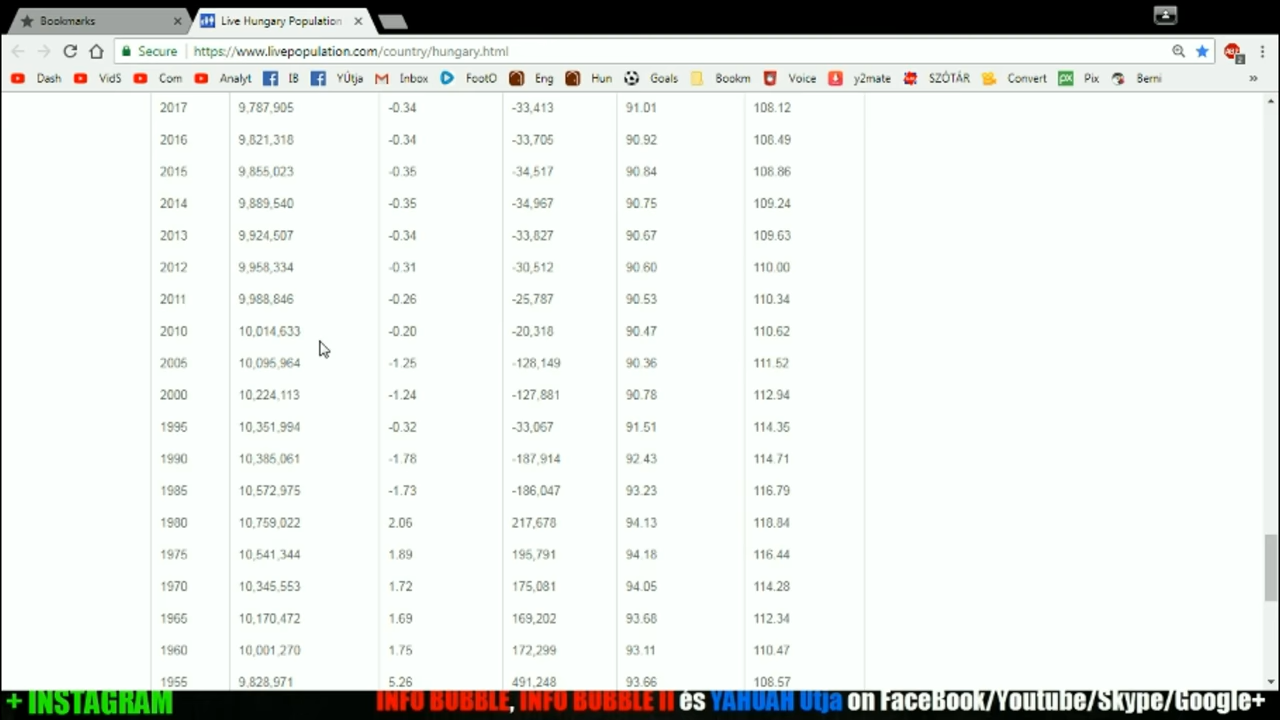 Bookmarks Live Hungary Population
Secure https://www.livepopulation.com/country/hungary.html
Dash VidS Com Analyt IB YÚtja Inbox FootO Eng Hun Goals Bookm Voice y2mate SZÓTÁR Convert Pix Berni »
2017 9,787,905 -0.34 -33,413 91.01 108.12
2016 9,821,318 -0.34 -33,705 90.92 108.49
2015 9,855,023 -0.35 -34,517 90.84 108.86
2014 9,889,540 -0.35 -34,967 90.75 109.24
2013 9,924,507 -0.34 -33,827 90.67 109.63
2012 9,958,334 -0.31 -30,512 90.60 110.00
2011 9,988,846 -0.26 -25,787 90.53 110.34
2010 10,014,633 -0.20 -20,318 90.47 110.62
2005 10,095,964 -1.25 -128,149 90.36 111.52
2000 10,224,113 -1.24 -127,881 90.78 112.94
1995 10,351,994 -0.32 -33,067 91.51 114.35
1990 10,385,061 -1.78 -187,914 92.43 114.71
1985 10,572,975 -1.73 -186,047 93.23 116.79
1980 10,759,022 2.06 217,678 94.13 118.84
1975 10,541,344 1.89 195,791 94.18 116.44
1970 10,345,553 1.72 175,081 94.05 114.28
1965 10,170,472 1.69 169,202 93.68 112.34
1960 10,001,270 1.75 172,299 93.11 110.47
1955 9,828,971 5.26 491,248 93.66 108.57
+ INSTAGRAM INFO BUBBLE, INFO BUBBLE II és YAHUAH Útja on FaceBook/Youtube/Skype/Google+